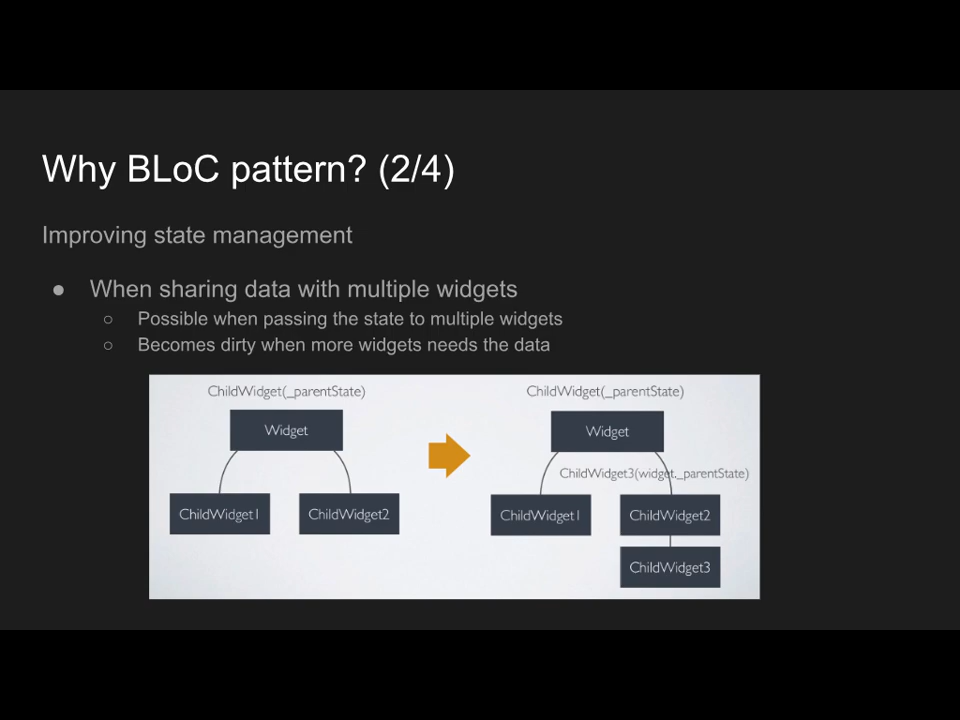 Why BLoC pattern? (2/4)
Improving state management
● When sharing data with multiple widgets
○ Possible when passing the state to multiple widgets
○ Becomes dirty when more widgets needs the data
ChildWidget(_parentState)
Widget
ChildWidget1
ChildWidget2
ChildWidget(_parentState)
Widget
ChildWidget3(widget._parentState)
ChildWidget1
ChildWidget2
ChildWidget3